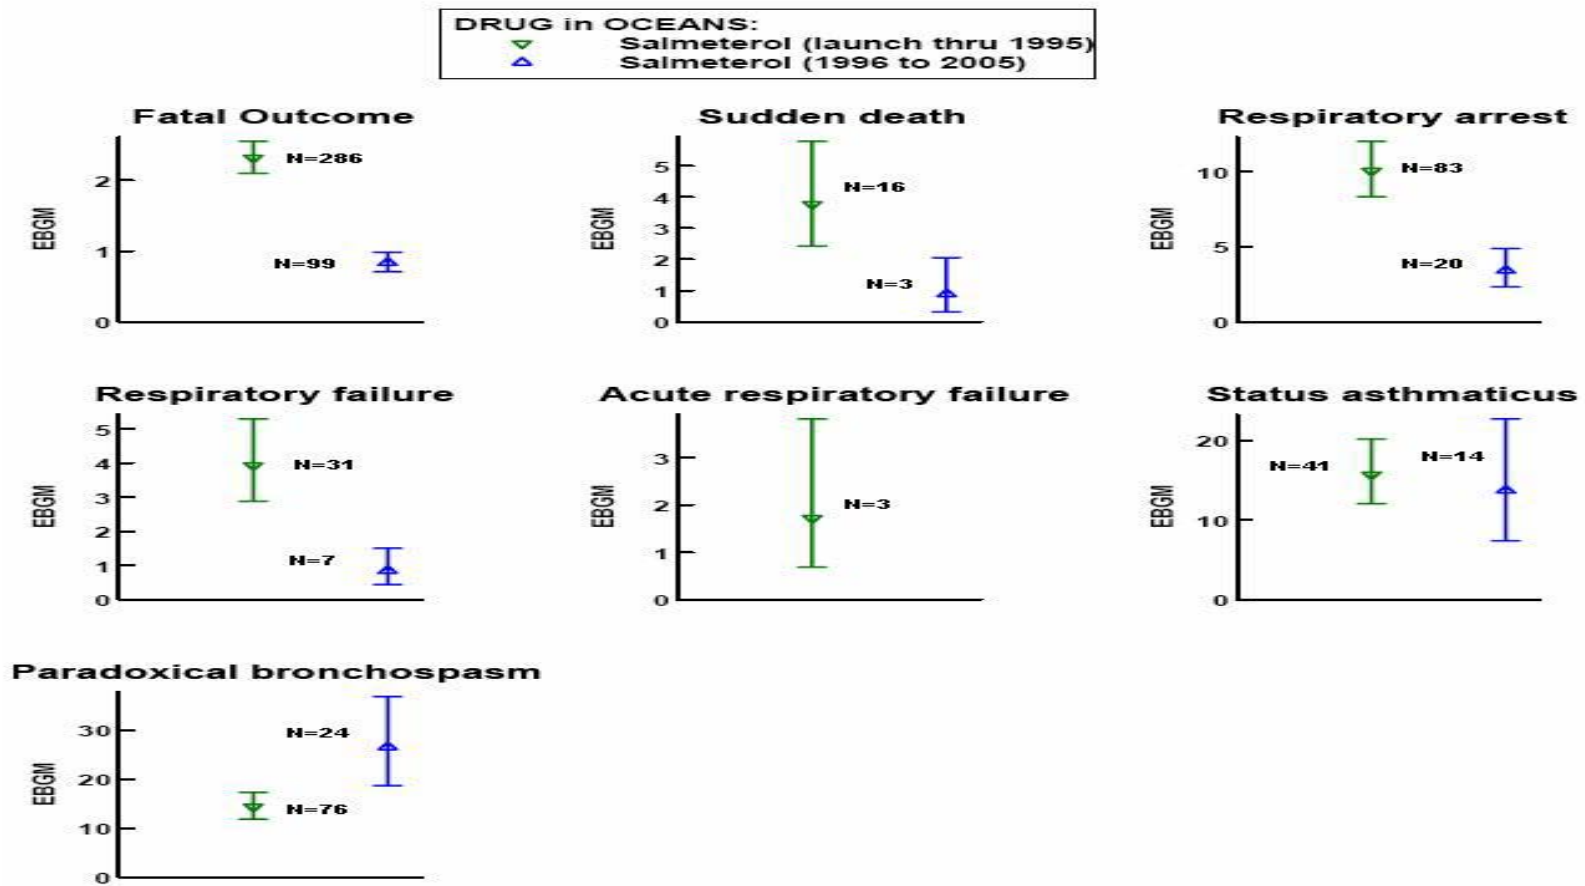 DRUG in OCEANS:
Salmeterol (launch thru 1995)
Salmeterol (1996 to 2005)
Fatal Outcome
EBGM
2
1
0
N=286
N=99
Sudden death
EBGM
5
4
3
2
1
0
N=16
N=3
Respiratory arrest
EBGM
10
5
0
N=83
N=20
Respiratory failure
EBGM
5
4
3
2
1
0
N=31
N=7
Acute respiratory failure
EBGM
3
2
1
0
N=3
Status asthmaticus
EBGM
20
10
0
N=41
N=14
Paradoxical bronchospasm
EBGM
30
20
10
0
N=24
N=76